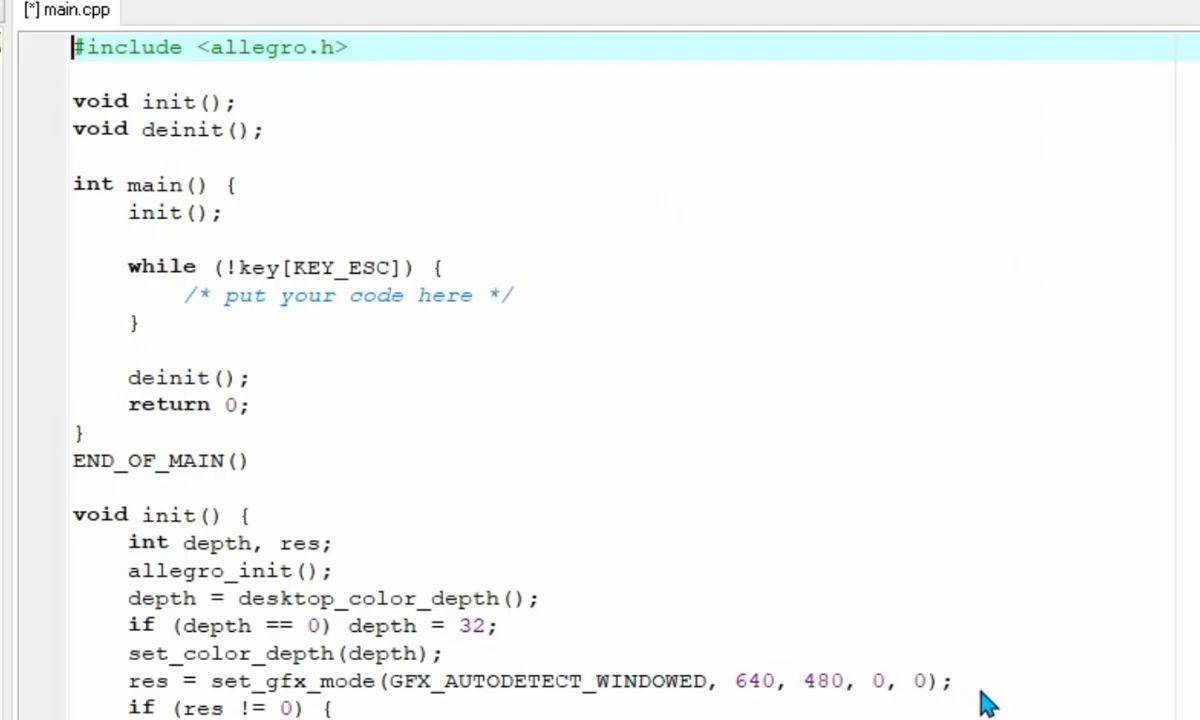 [*] main.cpp
#include <allegro.h>
void init();
void deinit();
int main() {
init();
while (!key[KEY_ESC]) {
/* put your code here */
}
deinit();
return 0;
}
END_OF_MAIN()
void init() {
int depth, res;
allegro_init();
depth = desktop_color_depth();
if (depth == 0) depth = 32;
set_color_depth(depth);
res = set_gfx_mode(GFX_AUTODETECT_WINDOWED, 640, 480, 0, 0);
if (res != 0) {